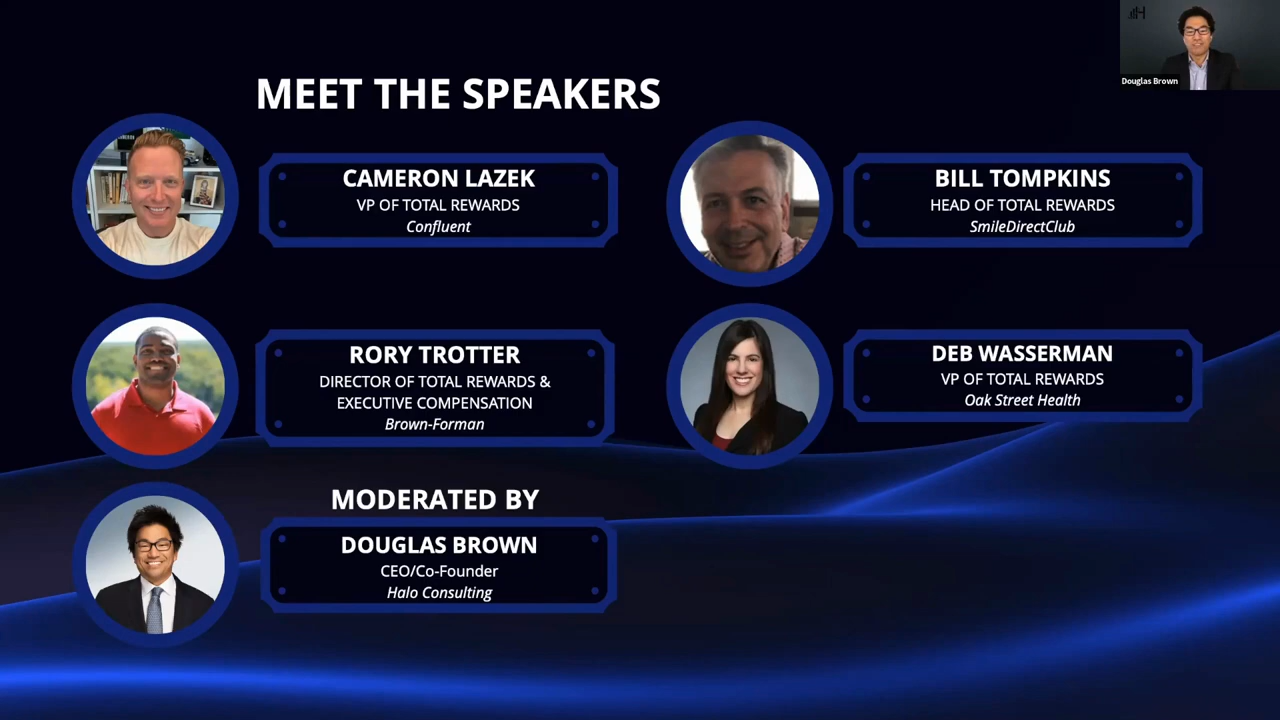 MEET THE SPEAKERS
CAMERON LAZEK
VP OF TOTAL REWARDS
Confluent
BILL TOMPKINS
HEAD OF TOTAL REWARDS
SmileDirectClub
RORY TROTTER
DIRECTOR OF TOTAL REWARDS &
EXECUTIVE COMPENSATION
Brown-Forman
DEB WASSERMAN
VP OF TOTAL REWARDS
Oak Street Health
MODERATED BY
DOUGLAS BROWN
CEO/Co-Founder
Halo Consulting
Douglas Brown